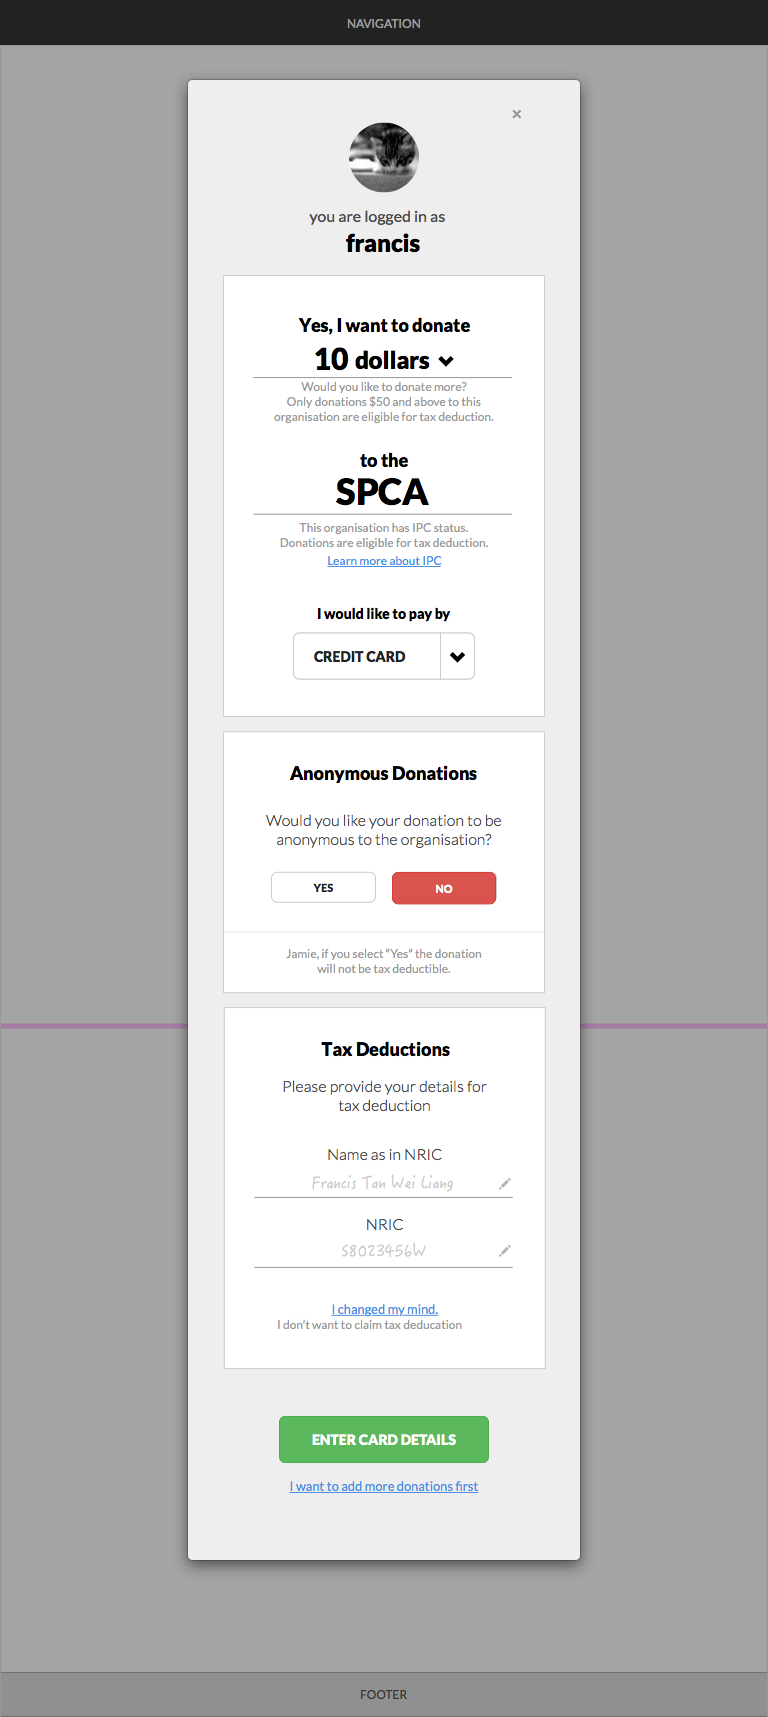 NAVIGATION
×
you are logged in as
francis
Yes, I want to donate
10 dollars
Would you like to donate more?
Only donations $50 and above to this
organisation are eligible for tax deduction.
to the
SPCA
This organisation has IPC status.
Donations are eligible for tax deduction.
Learn more about IPC
I would like to pay by
CREDIT CARD
Anonymous Donations
Would you like your donation to be
anonymous to the organisation?
YES NO
Jamie, if you select “Yes” the donation
will not be tax deductible.
Tax Deductions
Please provide your details for
tax deduction
Name as in NRIC
Francis Tan Wei Liang
NRIC
S8023456W
I changed my mind.
I don’t want to claim tax deducation
ENTER CARD DETAILS
I want to add more donations first
FOOTER